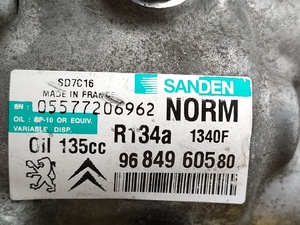 SD7C16
SANDEN
MADE IN FRANCE
SN: 05577206962
NORM
OIL : SP-10 OR EQUIV.
VARIABLE DISP.
R134a
1340F
Oil 135cc
96 849 605 80